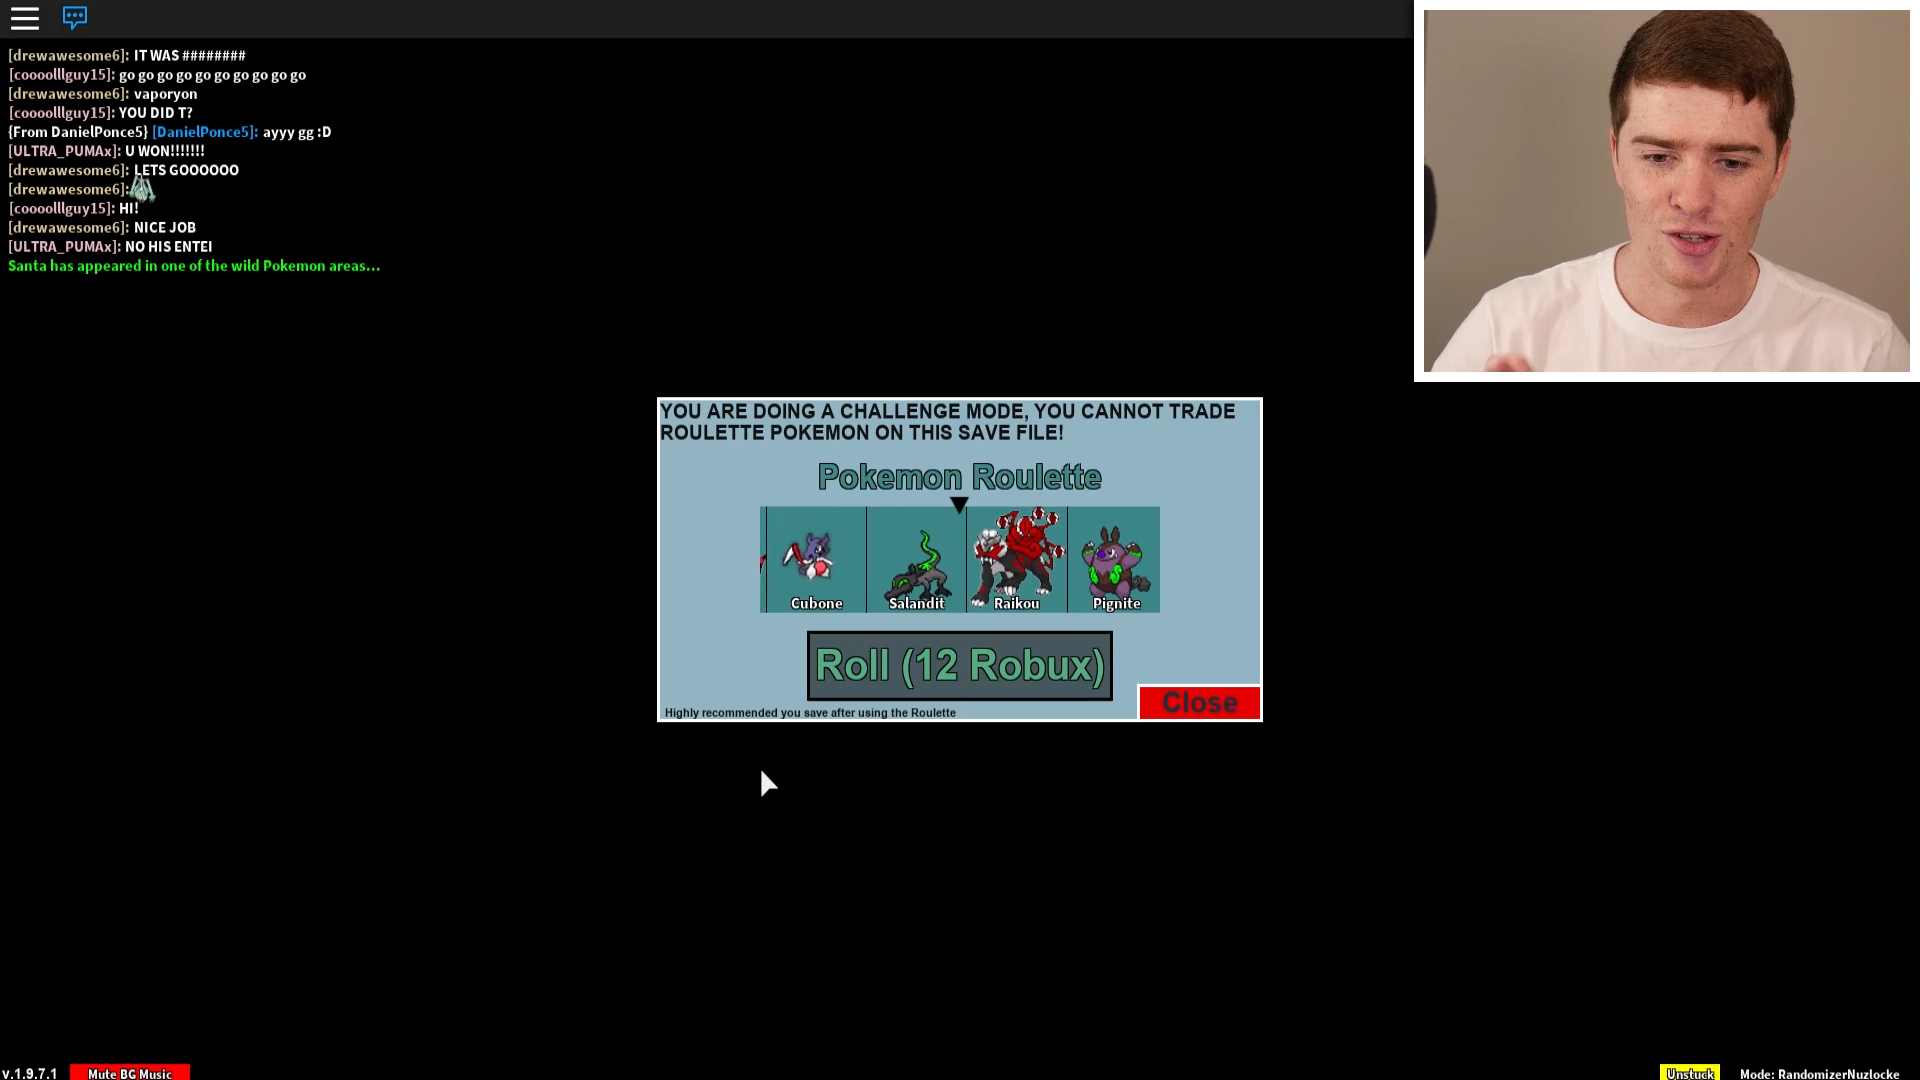 [drewawesome6]: IT WAS ########
[coooolllguy15]: go go go go go go go go go go
[drewawesome6]: vaporyon
[coooolllguy15]: YOU DID T?
{From DanielPonce5} [DanielPonce5]: ayyy gg :D
[ULTRA_PUMAx]: U WON!!!!!!!
[drewawesome6]: LETS GOOOOOO
[drewawesome6]:
[coooolllguy15]: HI!
[drewawesome6]: NICE JOB
[ULTRA_PUMAx]: NO HIS ENTEI
Santa has appeared in one of the wild Pokemon areas...
YOU ARE DOING A CHALLENGE MODE, YOU CANNOT TRADE
ROULETTE POKEMON ON THIS SAVE FILE!
Pokemon Roulette
Cubone
Salandit
Raikou
Pignite
Roll (12 Robux)
Highly recommended you save after using the Roulette
Close
v.1.9.7.1
Mute BG Music
Unstuck
Mode: RandomizerNuzlocke